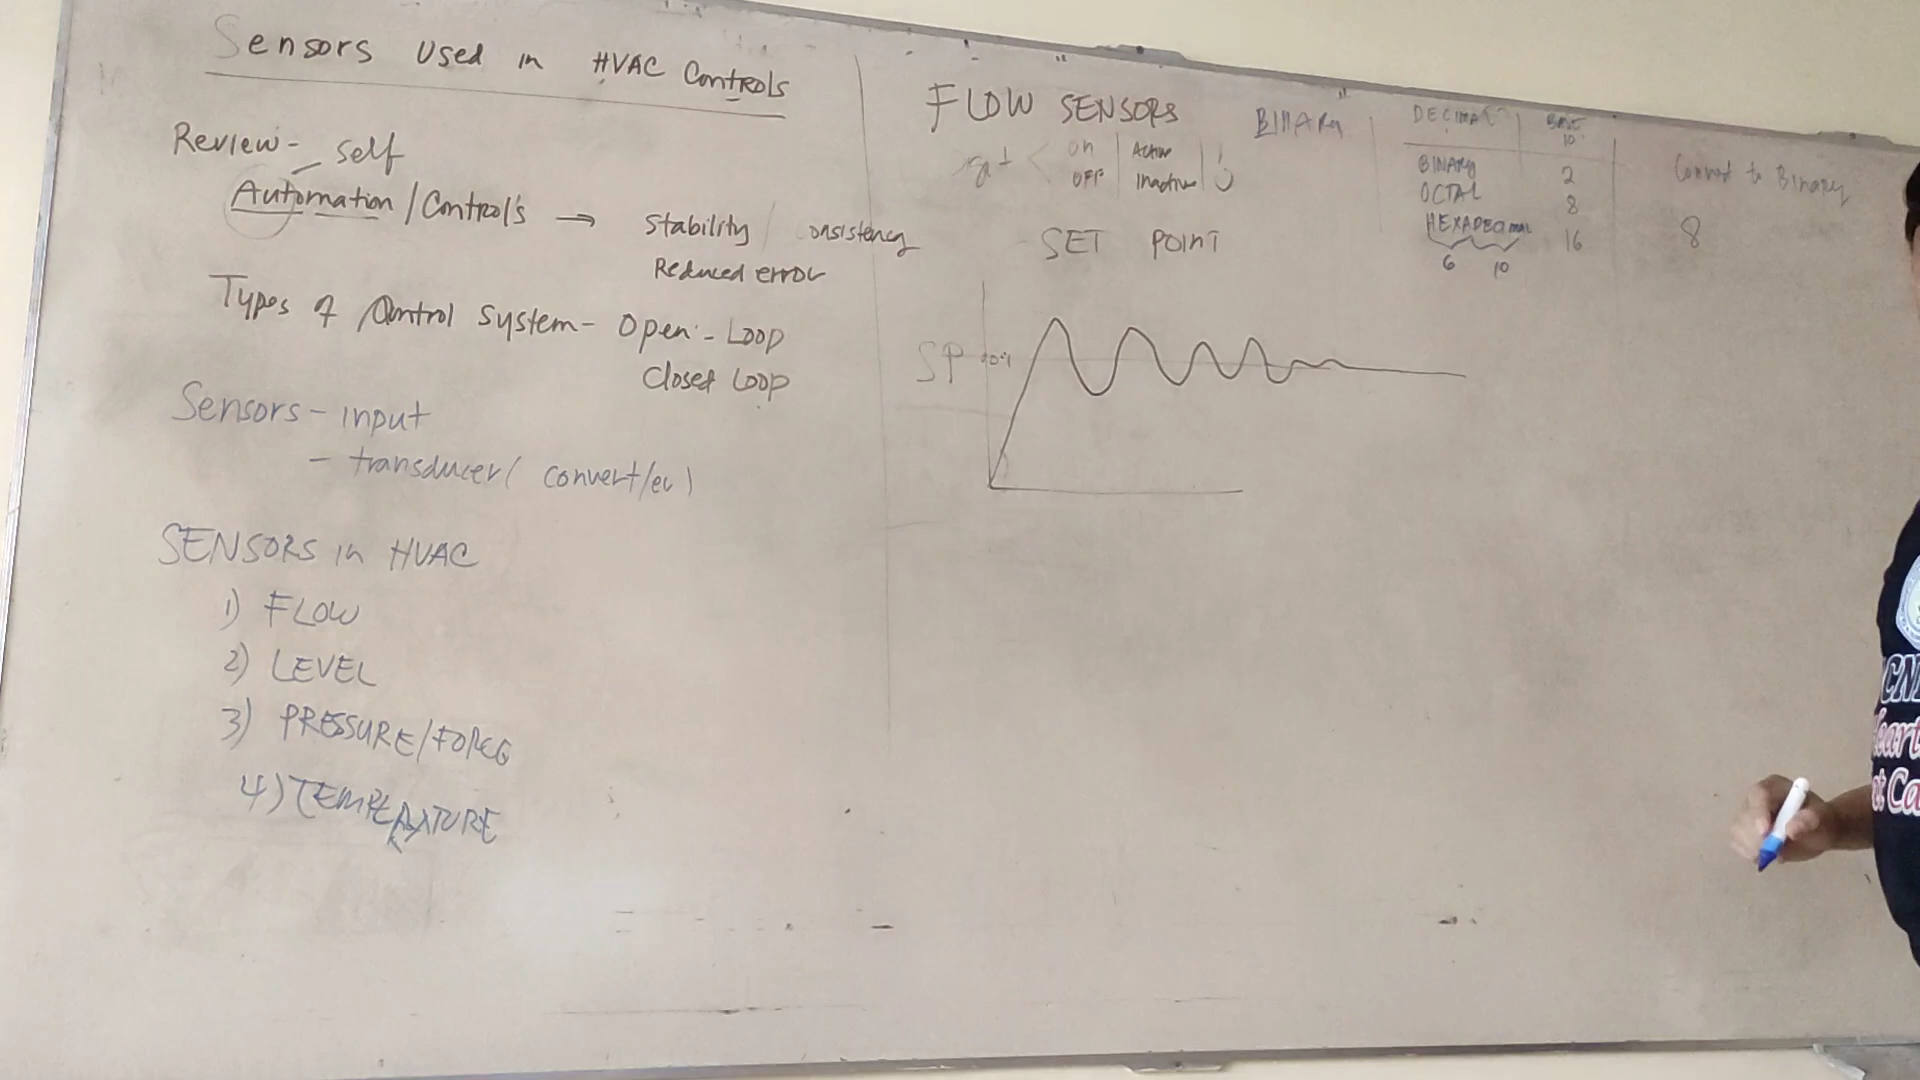 Sensors Used in HVAC Controls
Review - self
Automation / Control's → Stability / Consistency
Reduced error
Types of Control System - Open - Loop
Closed Loop
Sensors - input
- transducer (convert/
SENSORS in HVAC
1) FLOW
2) LEVEL
3) PRESSURE/FORCE
4) TEMPERATURE
FLOW SENSORS
on | Active | 1
OFF | Inactive | 0
SET POINT
SP
BINARY
DECIMAL | BASE 10
BINARY 2
OCTAL 8
HEXADECIMAL 16
6 10
Convert to Binary
8